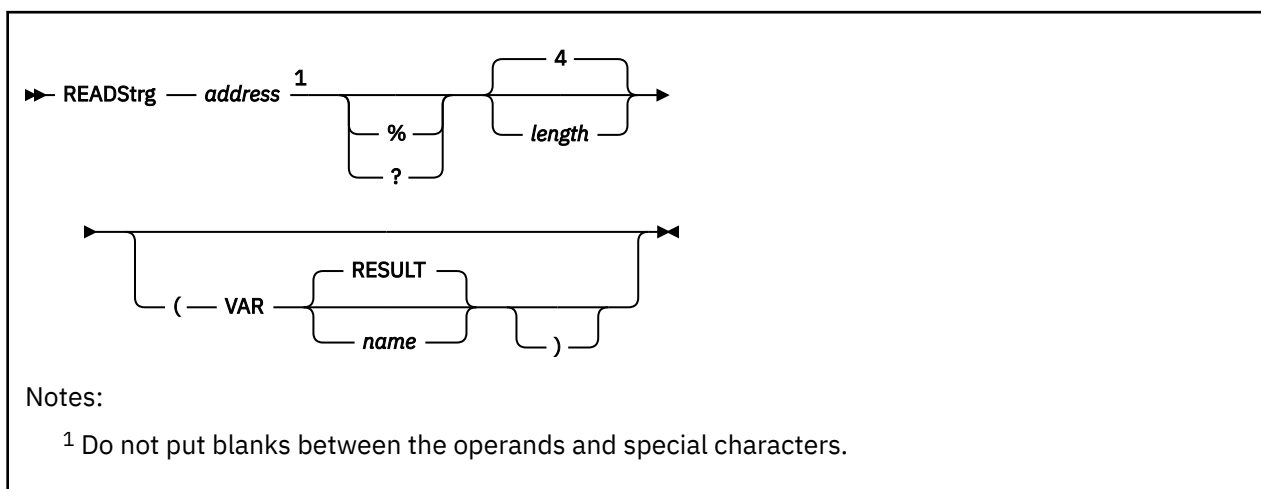 4
READStrg address 1
% length
?
RESULT
( VAR
name )
Notes:
1 Do not put blanks between the operands and special characters.